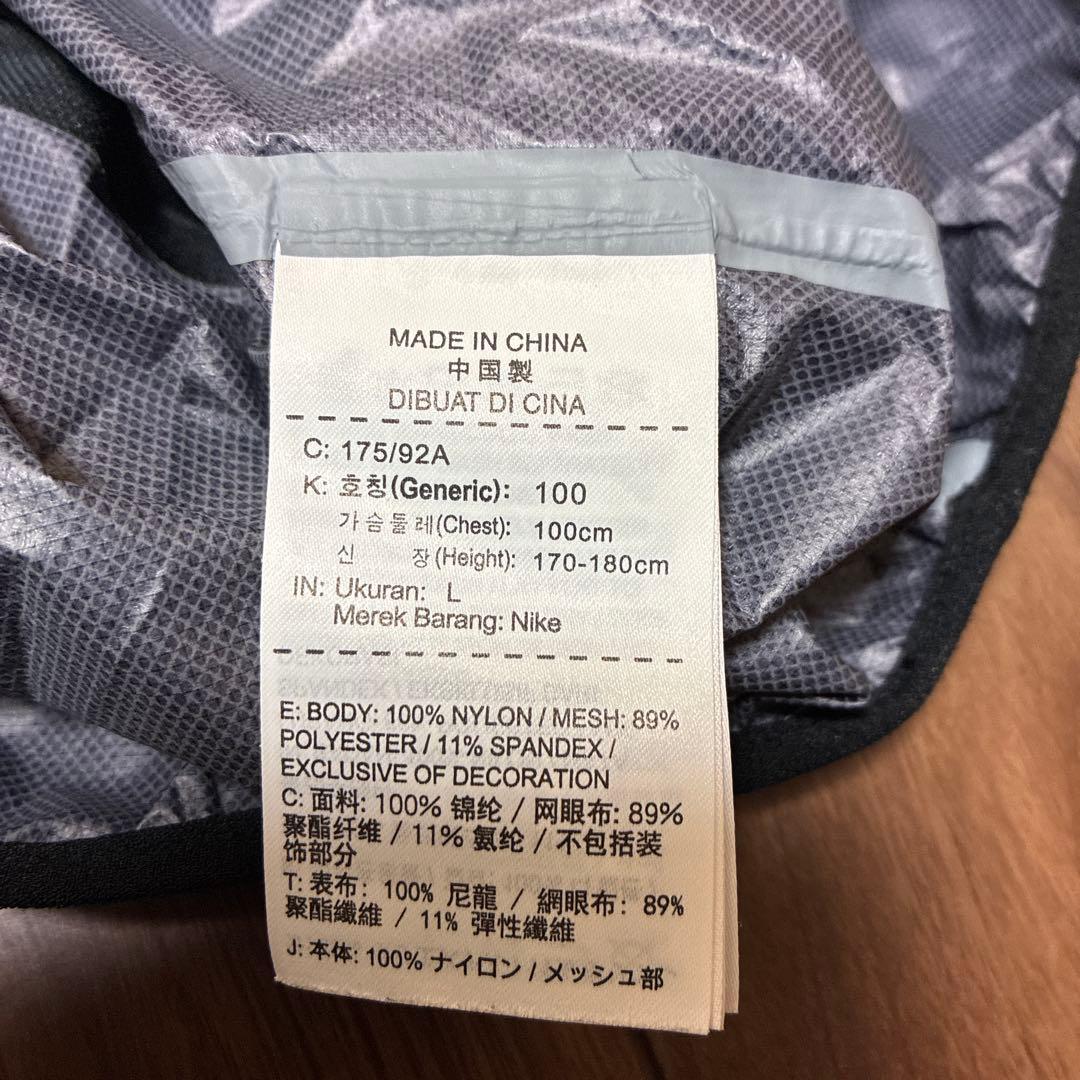 MADE IN CHINA
中国製
DIBUAT DI CINA
C: 175/92A
K: 호칭(Generic): 100
가슴둘레(Chest): 100cm
신 장(Height): 170-180cm
IN: Ukuran: L
Merek Barang: Nike
E: BODY: 100% NYLON / MESH: 89%
POLYESTER / 11% SPANDEX /
EXCLUSIVE OF DECORATION
C: 面料: 100% 锦纶 / 网眼布: 89%
聚酯纤维 / 11% 氨纶 / 不包括装
饰部分
T: 表布: 100% 尼龍 / 網眼布: 89%
聚酯纖維 / 11% 彈性纖維
J: 本体: 100% ナイロン / メッシュ部